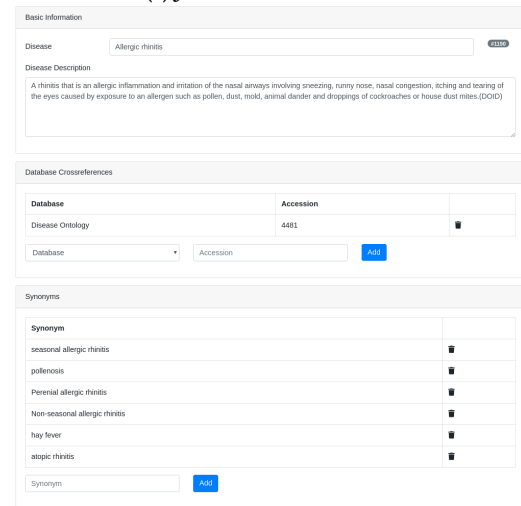 Basic Information
Disease Allergic rhinitis #1190
Disease Description
A rhinitis that is an allergic inflammation and irritation of the nasal airways involving sneezing, runny nose, nasal congestion, itching and tearing of
the eyes caused by exposure to an allergen such as pollen, dust, mold, animal dander and droppings of cockroaches or house dust mites.(DOID)
Database Crossreferences
Database Accession
Disease Ontology 4481
Database Accession Add
Synonyms
Synonym
seasonal allergic rhinitis
pollenosis
Perenial allergic rhinitis
Non-seasonal allergic rhinitis
hay fever
atopic rhinitis
Synonym Add